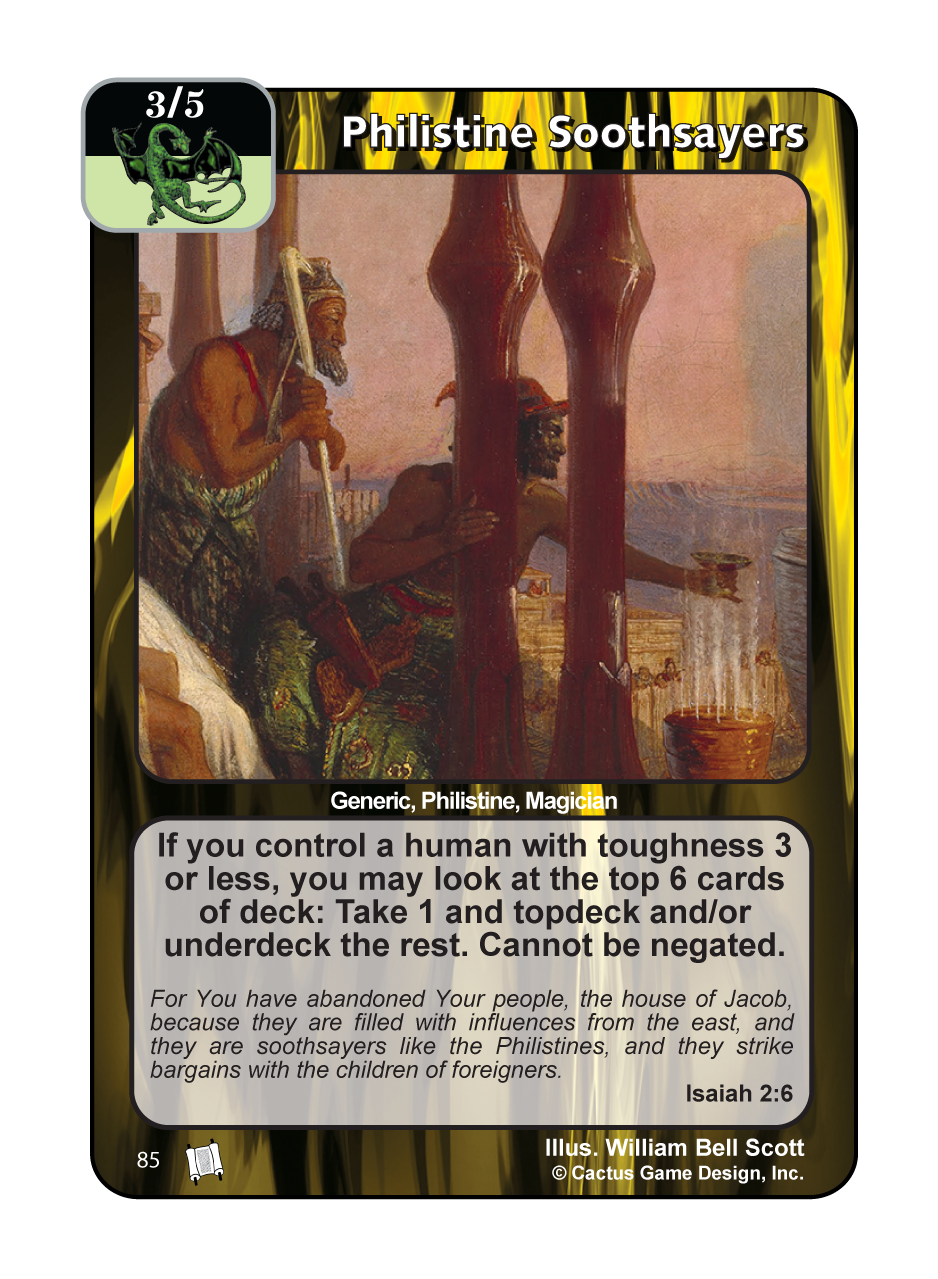 3/5
Philistine Soothsayers
Generic, Philistine, Magician
If you control a human with toughness 3
or less, you may look at the top 6 cards
of deck: Take 1 and topdeck and/or
underdeck the rest. Cannot be negated.
For You have abandoned Your people, the house of Jacob,
because they are filled with influences from the east, and
they are soothsayers like the Philistines, and they strike
bargains with the children of foreigners.
Isaiah 2:6
85
Illus. William Bell Scott
© Cactus Game Design, Inc.